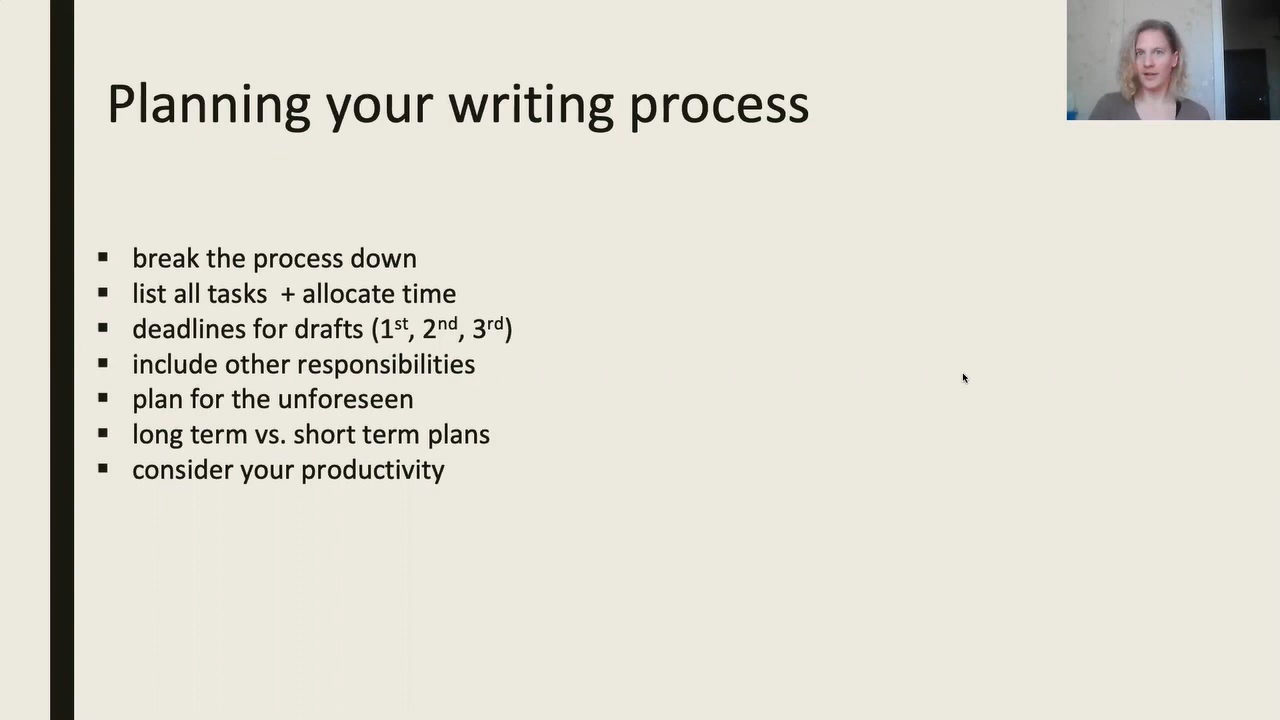 Planning your writing process
▪ break the process down
▪ list all tasks + allocate time
▪ deadlines for drafts (1st, 2nd, 3rd)
▪ include other responsibilities
▪ plan for the unforeseen
▪ long term vs. short term plans
▪ consider your productivity